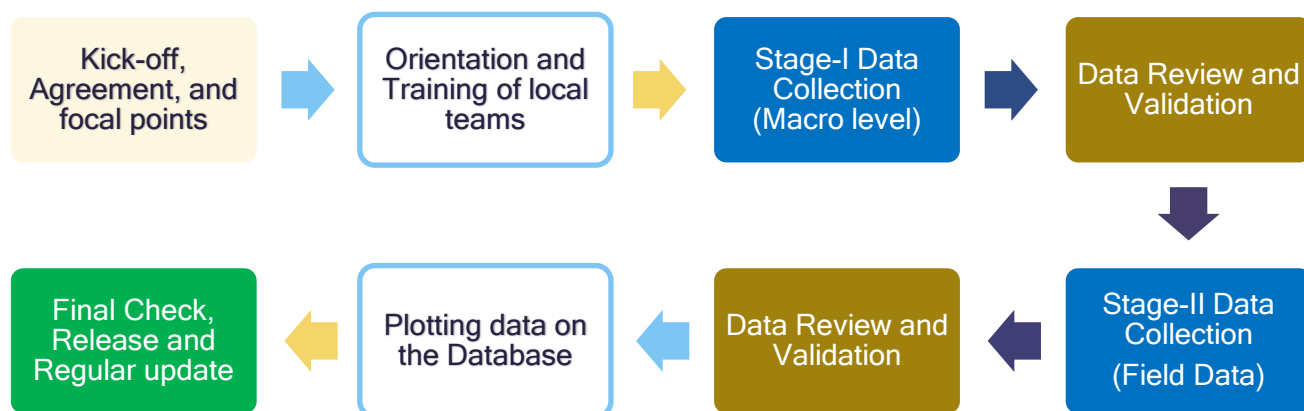 Kick-off,
Agreement, and
focal points
Orientation and
Training of local
teams
Stage-I Data
Collection
(Macro level)
Data Review and
Validation
Stage-II Data
Collection
(Field Data)
Data Review and
Validation
Plotting data on
the Database
Final Check,
Release and
Regular update